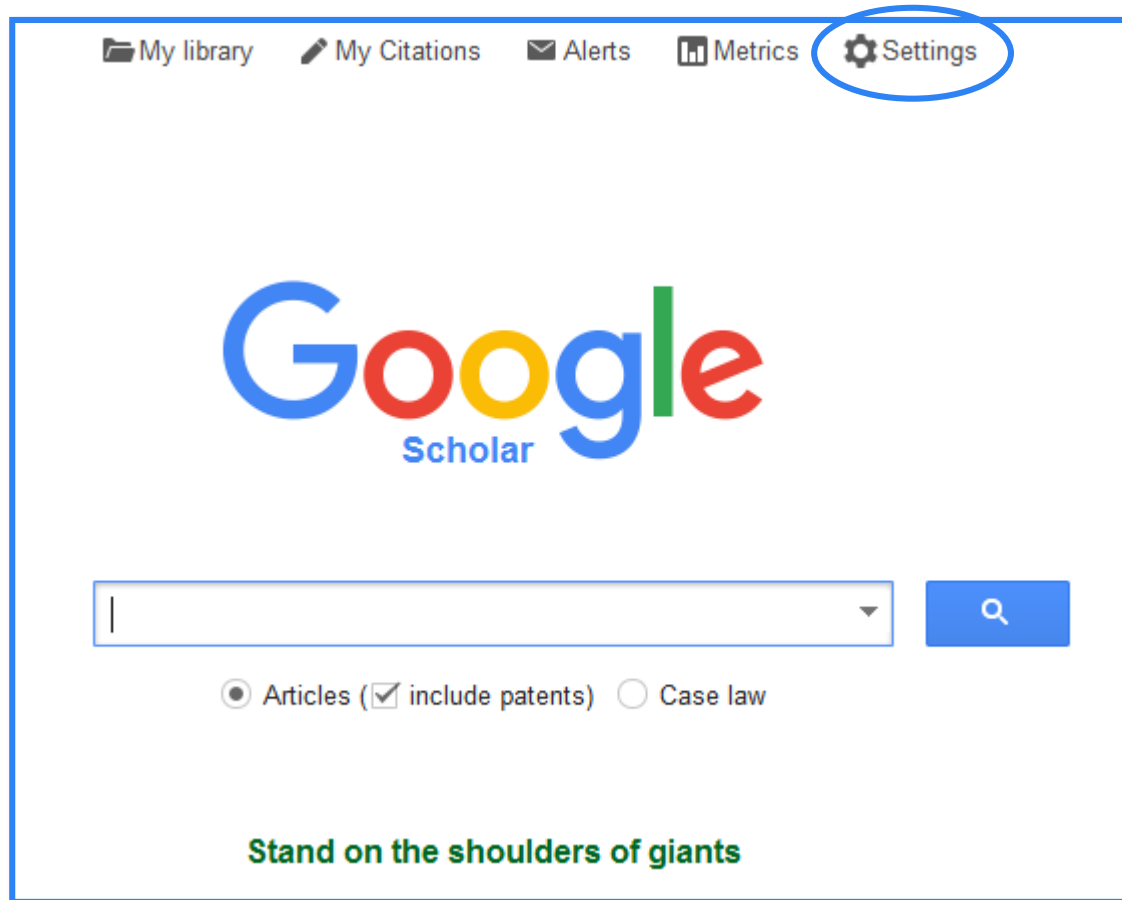 My library My Citations Alerts Metrics Settings
Google
Scholar
Articles ( include patents) Case law
Stand on the shoulders of giants